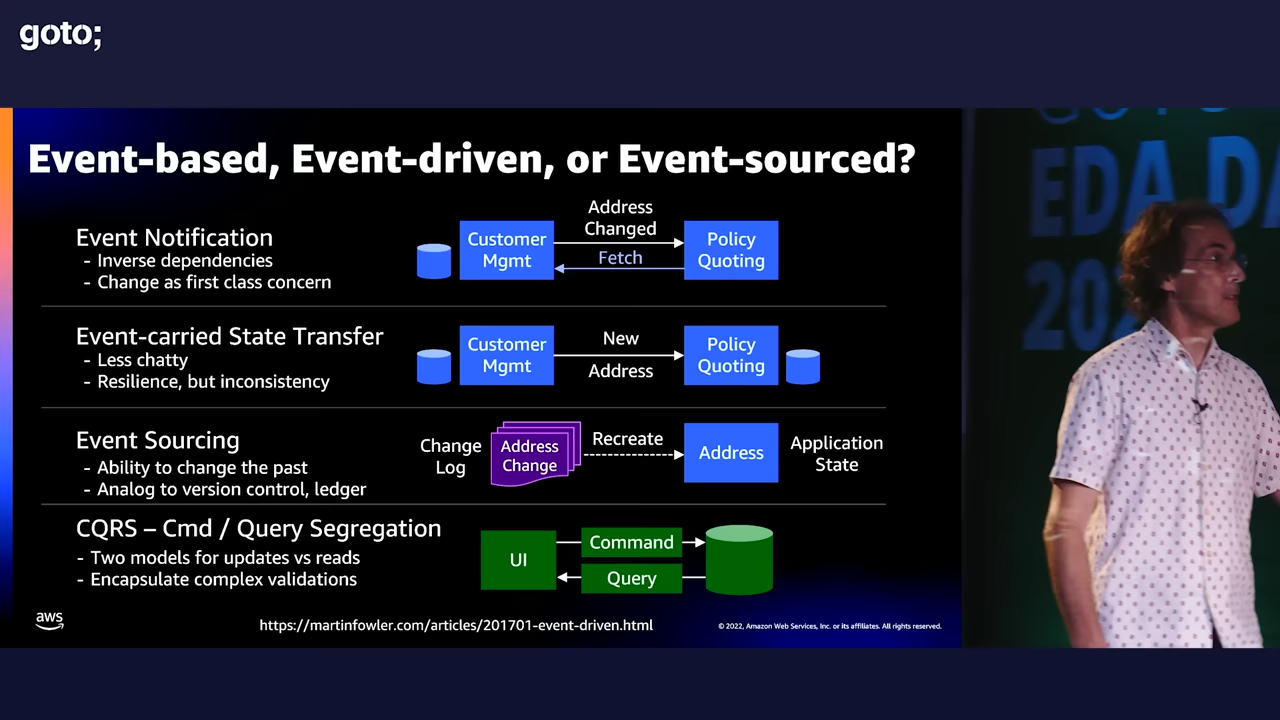 goto;
Event-based, Event-driven, or Event-sourced?
Event Notification
- Inverse dependencies
- Change as first class concern
Customer
Mgmt
Address
Changed
Fetch
Policy
Quoting
Event-carried State Transfer
- Less chatty
- Resilience, but inconsistency
Customer
Mgmt
New
Address
Policy
Quoting
Event Sourcing
- Ability to change the past
- Analog to version control, ledger
Change
Log
Address
Change
Recreate
Address
Application
State
CQRS – Cmd / Query Segregation
- Two models for updates vs reads
- Encapsulate complex validations
UI
Command
Query
aws
https://martinfowler.com/articles/201701-event-driven.html
© 2022, Amazon Web Services, Inc. or its affiliates. All rights reserved.
EDA DA